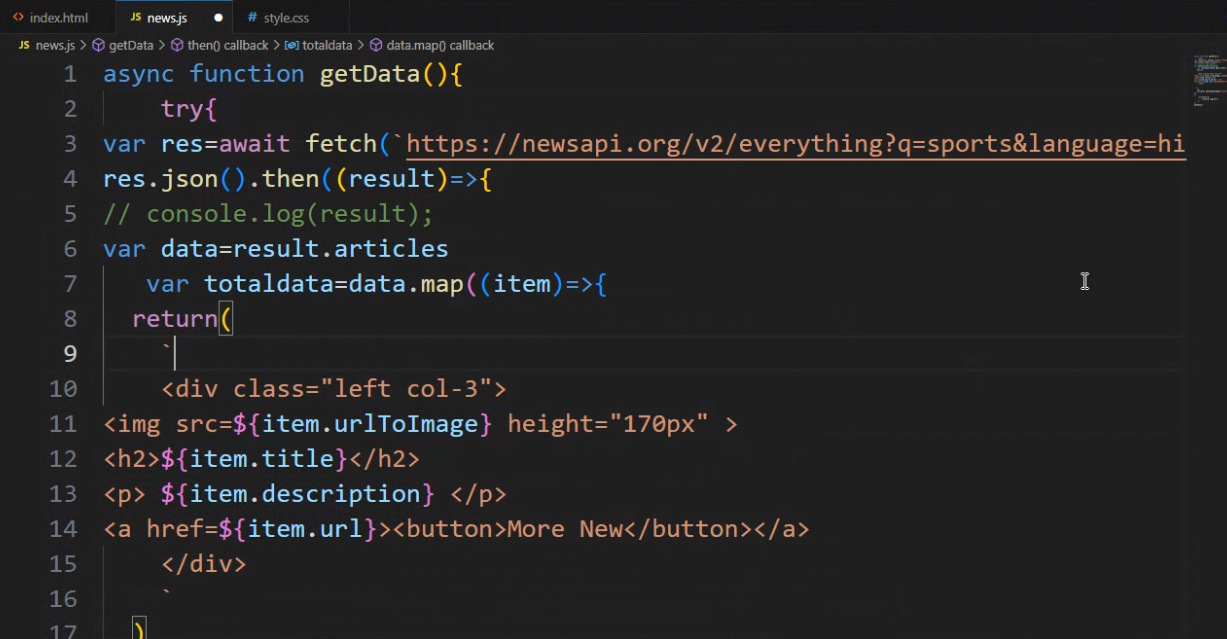 index.html JS news.js # style.css
JS news.js > getData > then() callback > totaldata > data.map() callback
1 async function getData(){
2 try{
3 var res=await fetch(`https://newsapi.org/v2/everything?q=sports&language=hi
4 res.json().then((result)=>{
5 // console.log(result);
6 var data=result.articles
7 var totaldata=data.map((item)=>{
8 return(
9 `
10 <div class="left col-3">
11 <img src=${item.urlToImage} height="170px" >
12 <h2>${item.title}</h2>
13 <p> ${item.description} </p>
14 <a href=${item.url}><button>More New</button></a>
15 </div>
16 `
17 )